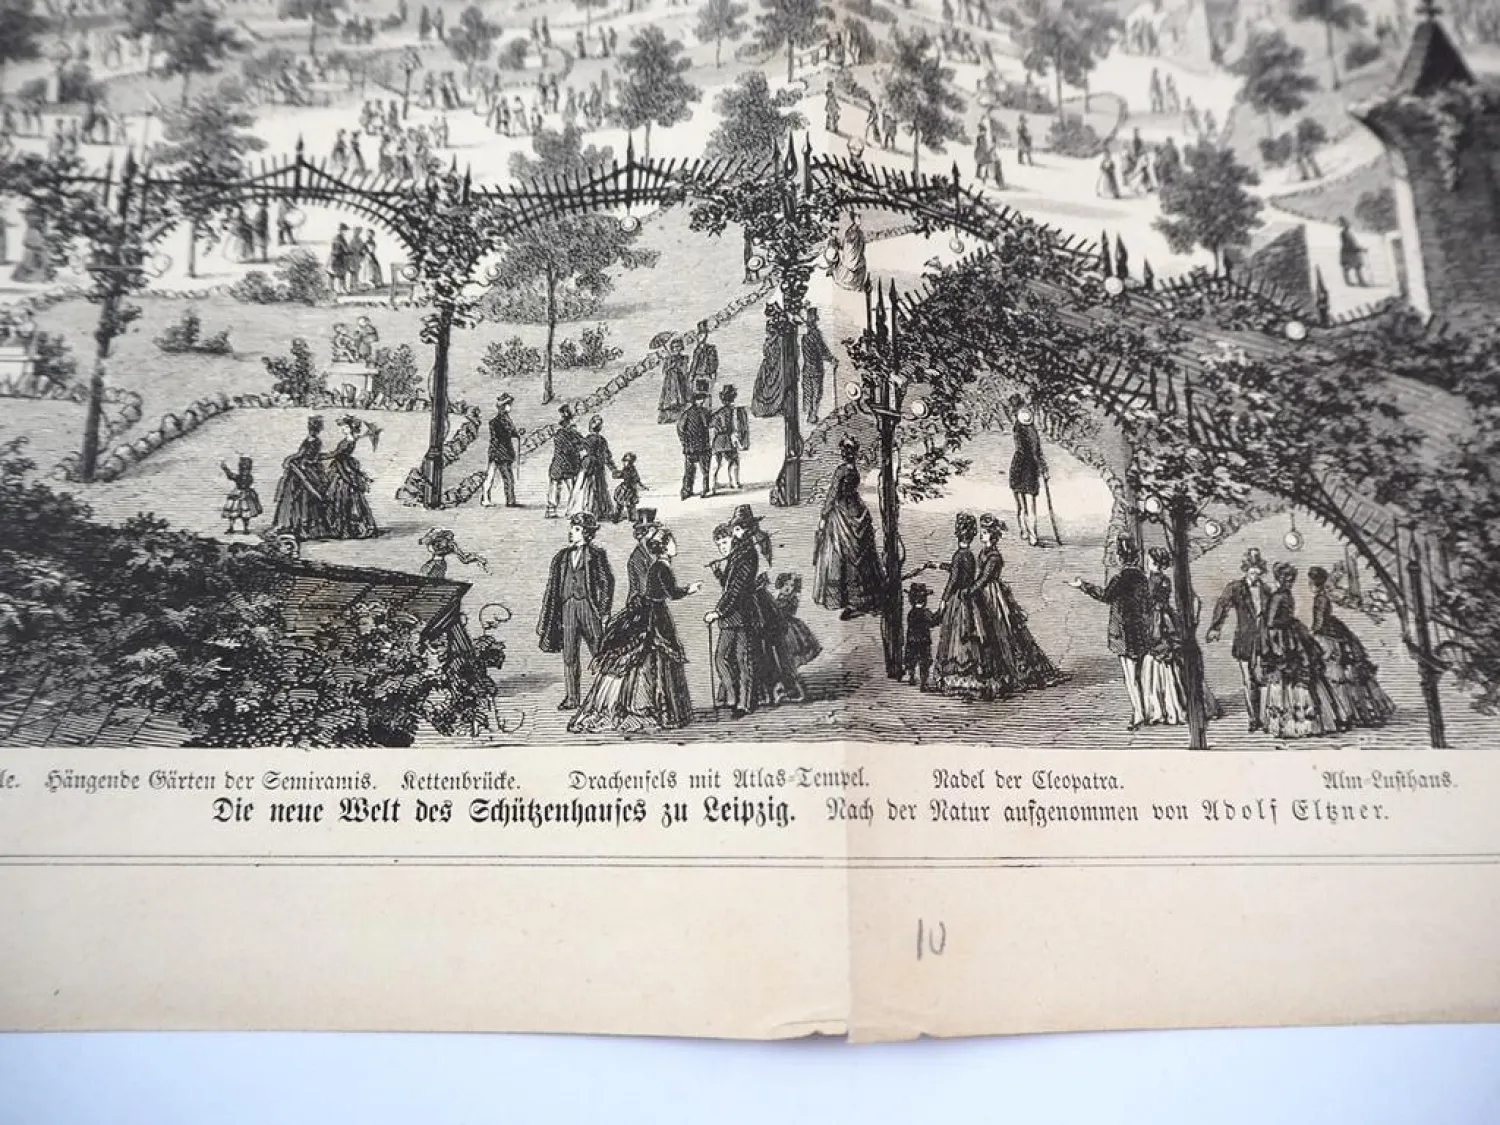 le. Hängende Gärten der Semiramis. Kettenbrücke. Drachenfels mit Atlas-Tempel. Nadel der Cleopatra. Alm-Lusthaus.
Die neue Welt des Schützenhauses zu Leipzig. Nach der Natur aufgenommen von Adolf Eltzner.
10